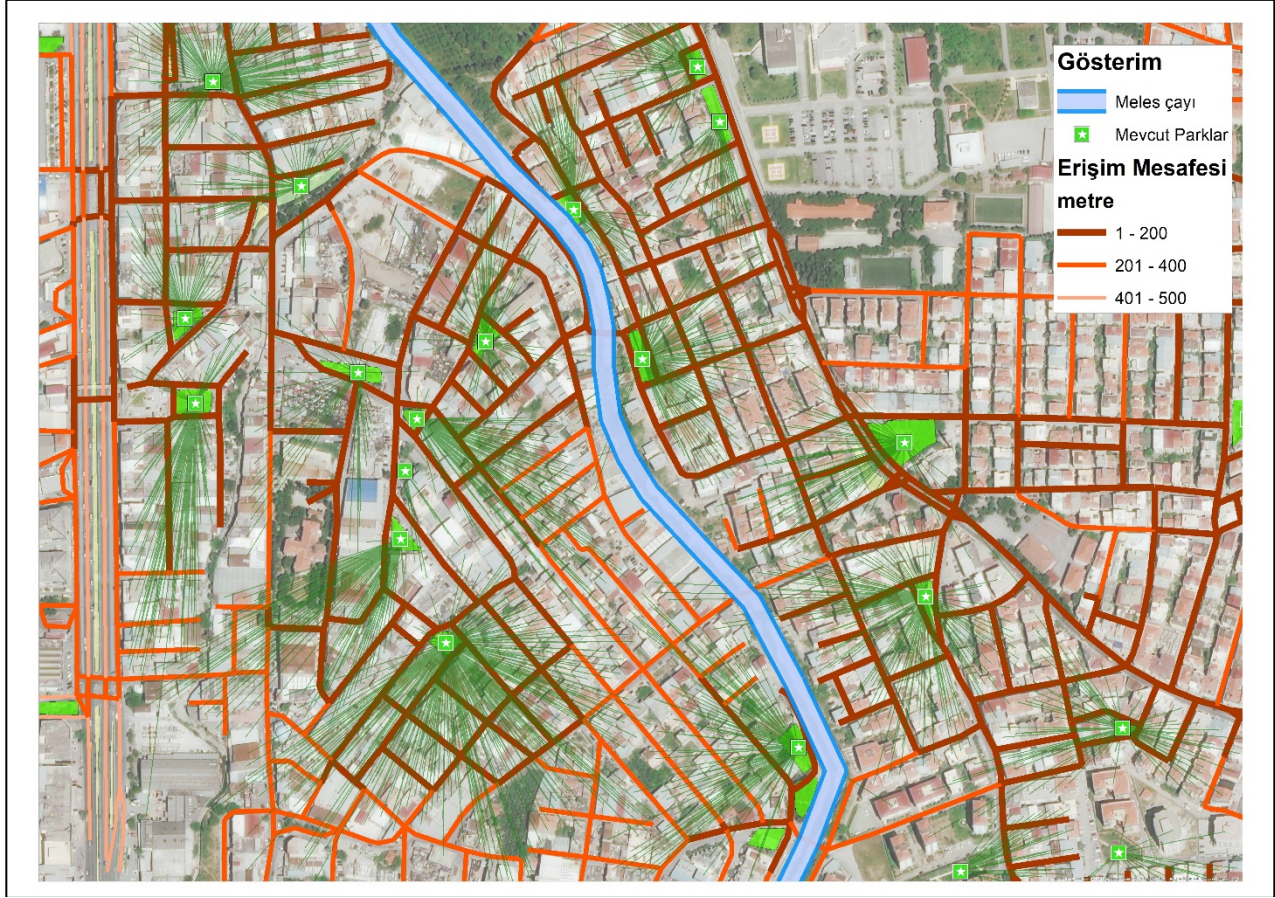 Gösterim
Meles çayı
Mevcut Parklar
Erişim Mesafesi
metre
1 - 200
201 - 400
401 - 500